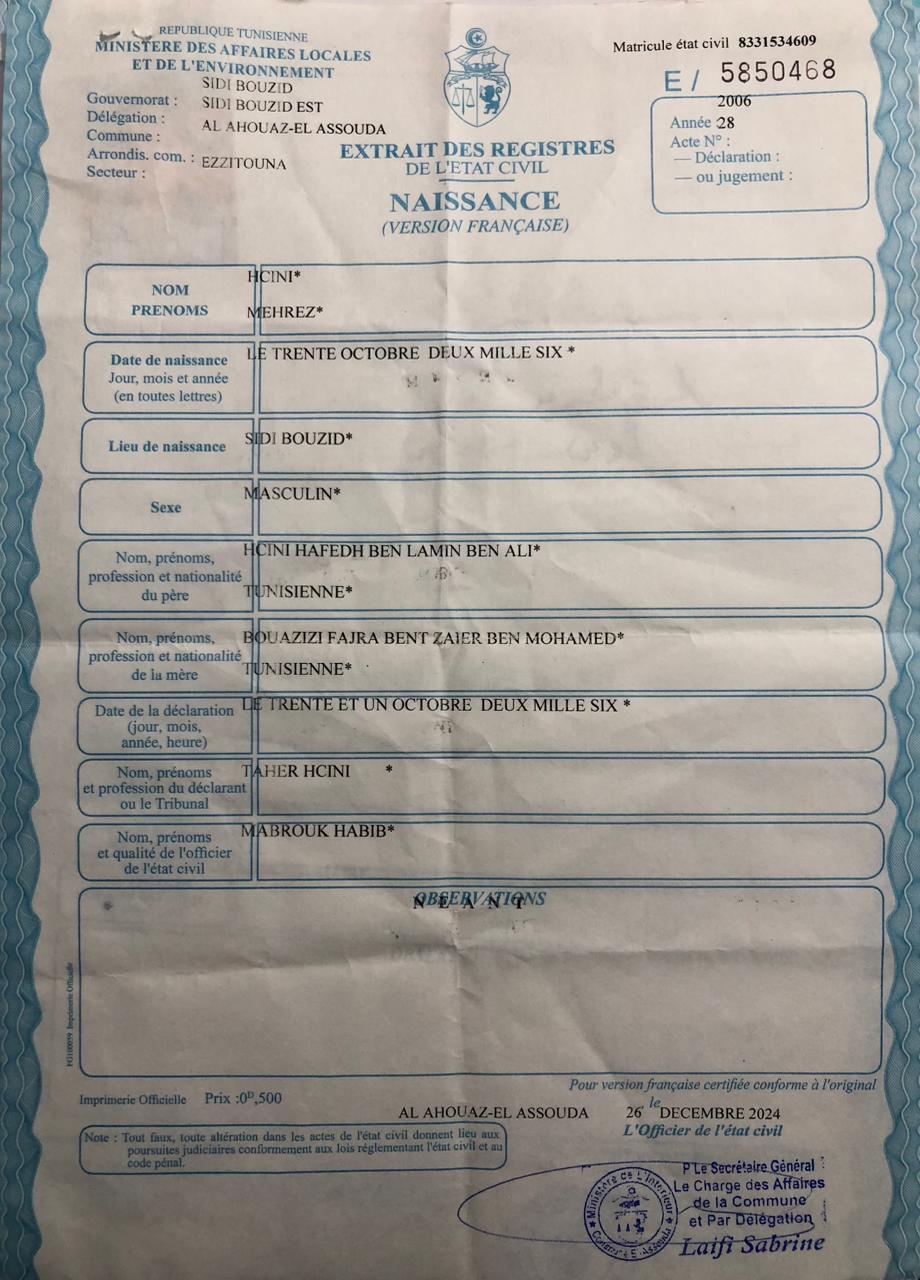 REPUBLIQUE TUNISIENNE
MINISTERE DES AFFAIRES LOCALES
ET DE L'ENVIRONNEMENT
Gouvernorat : SIDI BOUZID
Délégation : SIDI BOUZID EST
Commune : AL AHOUAZ-EL ASSOUDA
Arrondis. com. : EZZITOUNA
Secteur :
Matricule état civil 8331534609
E / 5850468
2006
Année : 28
Acte N° :
— Déclaration :
— ou jugement :
EXTRAIT DES REGISTRES
DE L'ETAT CIVIL
NAISSANCE
(VERSION FRANÇAISE)
NOM HCINI*
PRENOMS MEHREZ*
Date de naissance LE TRENTE OCTOBRE DEUX MILLE SIX *
Jour, mois et année
(en toutes lettres)
Lieu de naissance SIDI BOUZID*
Sexe MASCULIN*
Nom, prénoms, HCINI HAFEDH BEN LAMIN BEN ALI*
profession et nationalité
du père TUNISIENNE*
Nom, prénoms, BOUAZIZI FAJRA BENT ZAIER BEN MOHAMED*
profession et nationalité
de la mère TUNISIENNE*
Date de la déclaration LE TRENTE ET UN OCTOBRE DEUX MILLE SIX *
(jour, mois,
année, heure)
Nom, prénoms TAHER HCINI *
et profession du déclarant
ou le Tribunal
Nom, prénoms MABROUK HABIB*
et qualité de l'officier
de l'état civil
OBSERVATIONS
N E A N T
PG100059 Imprimerie Officielle
Pour version française certifiée conforme à l'original
Imprimerie Officielle Prix :0ᴰ,500
AL AHOUAZ-EL ASSOUDA le 26 DECEMBRE 2024
L'Officier de l'état civil
Note : Tout faux, toute altération dans les actes de l'état civil donnent lieu aux
poursuites judiciaires conformement aux lois réglementant l'état civil et au
code pénal.
P Le Secrétaire Général
Le Charge des Affaires
de la Commune
et Par Délégation
Laifi Sabrine
Ministère de L'Interieur